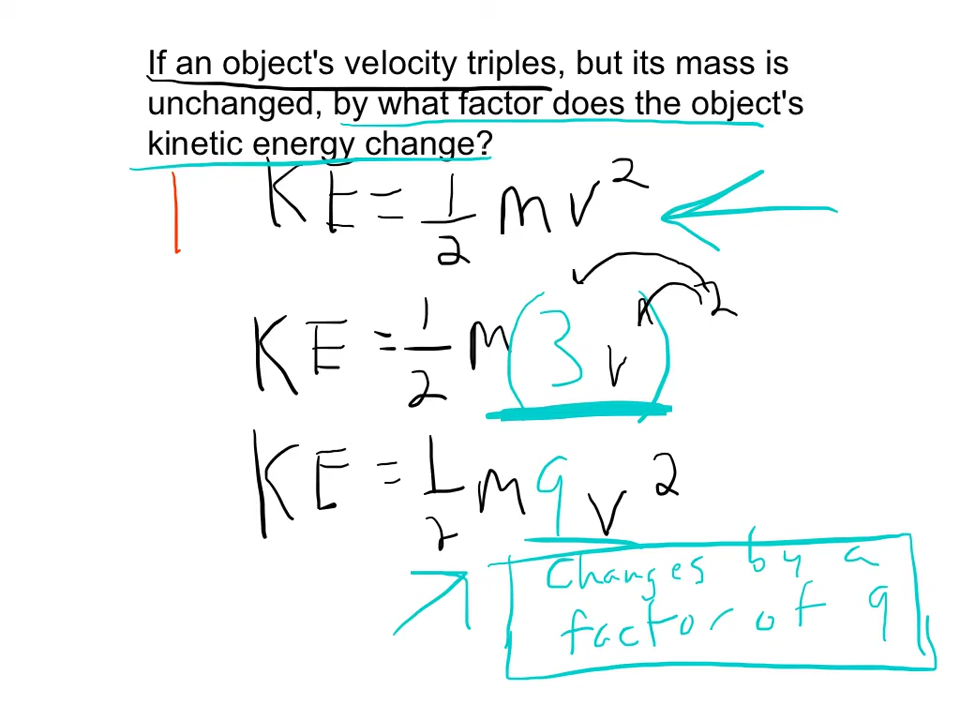 If an object's velocity triples, but its mass is
unchanged, by what factor does the object's
kinetic energy change?
KE = 1/2 mv²
KE = 1/2 m(3v)²
KE = 1/2 m9v²
Changes by a
factor of 9